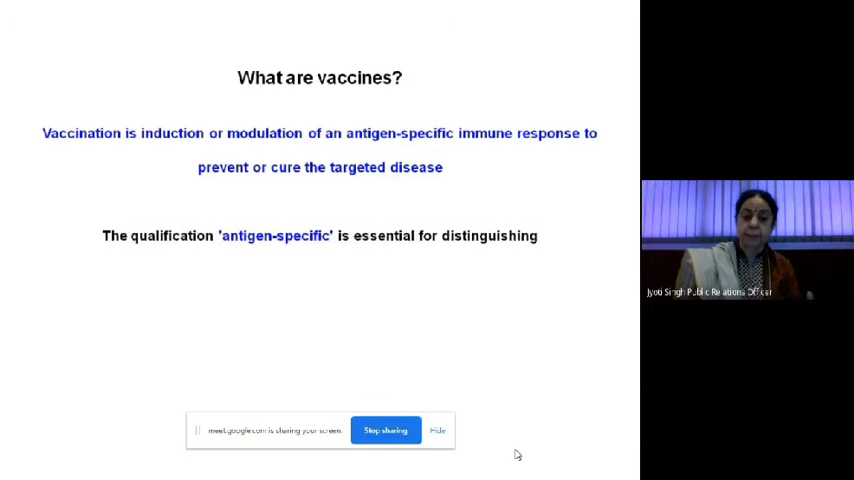 What are vaccines?
Vaccination is induction or modulation of an antigen-specific immune response to
prevent or cure the targeted disease
The qualification 'antigen-specific' is essential for distinguishing
Jyoti Singh Public Relations Officer
meet.google.com is sharing your screen.
Stop sharing
Hide